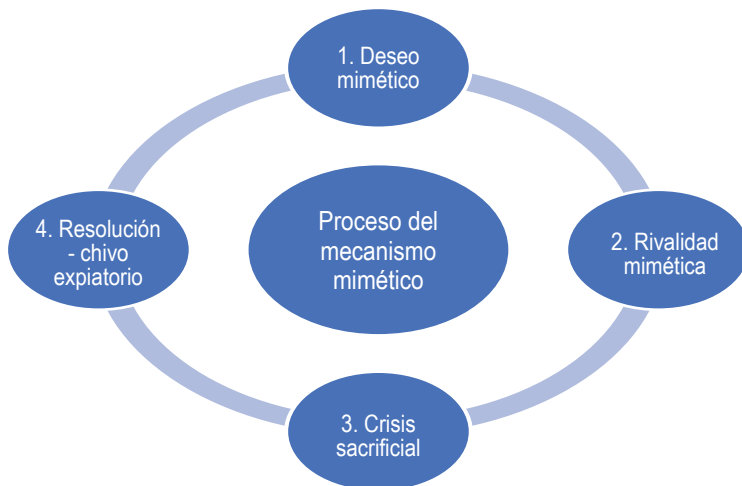 1. Deseo
mimético
Proceso del
mecanismo
mimético
2. Rivalidad
mimética
3. Crisis
sacrificial
4. Resolución
- chivo
expiatorio